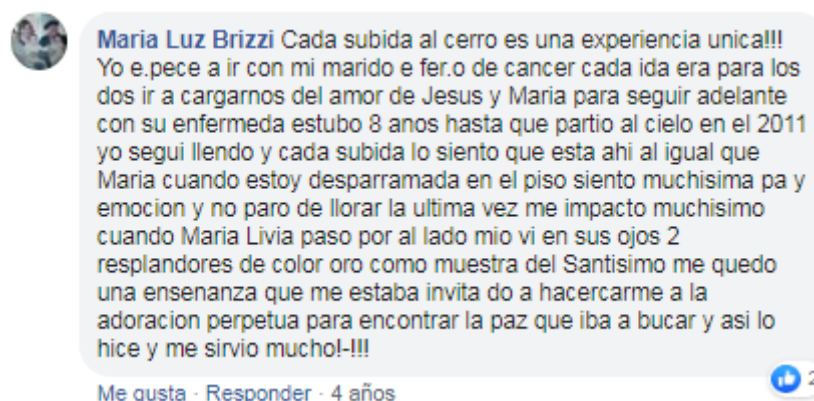 Maria Luz Brizzi Cada subida al cerro es una experiencia unica!!!
Yo e.pece a ir con mi marido e fer.o de cancer cada ida era para los
dos ir a cargarnos del amor de Jesus y Maria para seguir adelante
con su enfermeda estubo 8 anos hasta que partio al cielo en el 2011
yo segui llendo y cada subida lo siento que esta ahi al igual que
Maria cuando estoy desparramada en el piso siento muchisima pa y
emocion y no paro de llorar la ultima vez me impacto muchisimo
cuando Maria Livia paso por al lado mio vi en sus ojos 2
resplandores de color oro como muestra del Santisimo me quedo
una ensenanza que me estaba invita do a hacercarme a la
adoracion perpetua para encontrar la paz que iba a bucar y asi lo
hice y me sirvio mucho!-!!!
2
Me gusta · Responder · 4 años